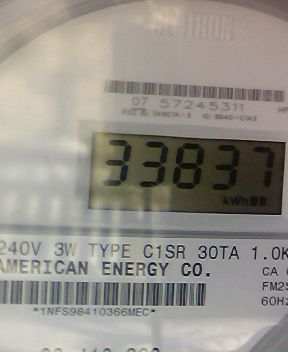 07 57245311
33837
kWh
240V 3W TYPE C1SR 30TA 1.0K
AMERICAN ENERGY CO.
CA
FM2S
60Hz
*1NFS98410366MEC*